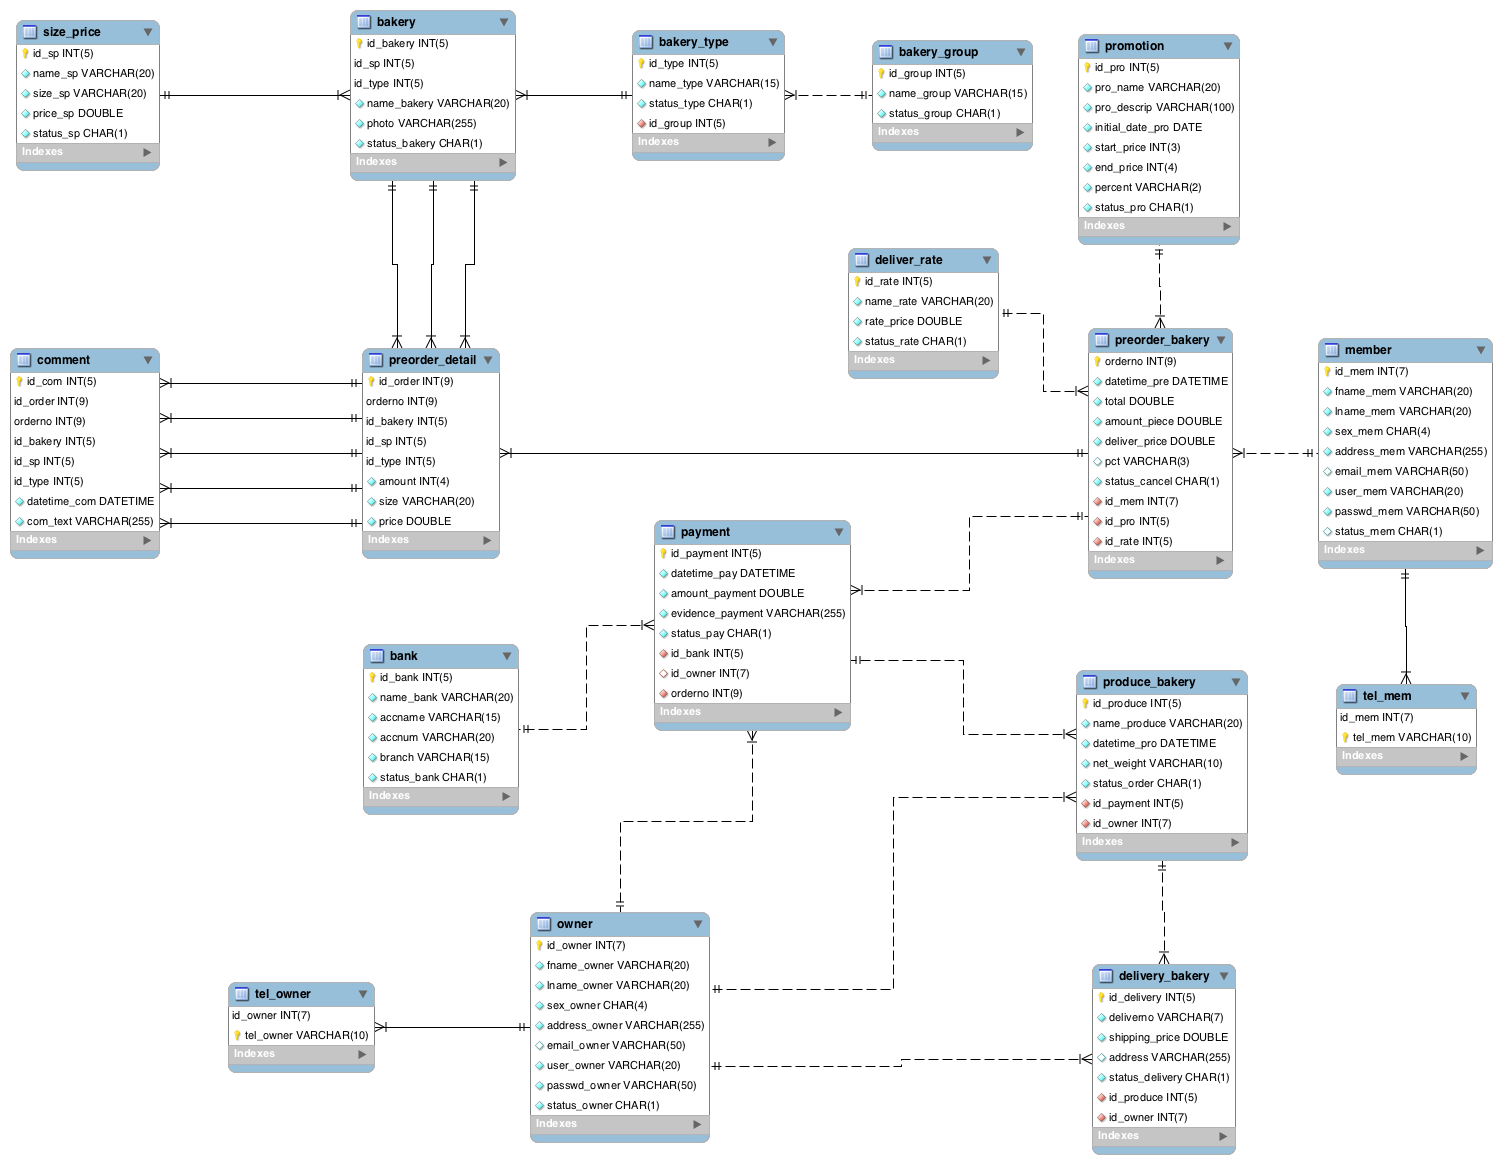 size_price
id_sp INT(5)
name_sp VARCHAR(20)
size_sp VARCHAR(20)
price_sp DOUBLE
status_sp CHAR(1)
Indexes
bakery
id_bakery INT(5)
id_sp INT(5)
id_type INT(5)
name_bakery VARCHAR(20)
photo VARCHAR(255)
status_bakery CHAR(1)
Indexes
bakery_type
id_type INT(5)
name_type VARCHAR(15)
status_type CHAR(1)
id_group INT(5)
Indexes
bakery_group
id_group INT(5)
name_group VARCHAR(15)
status_group CHAR(1)
Indexes
promotion
id_pro INT(5)
pro_name VARCHAR(20)
pro_descrip VARCHAR(100)
initial_date_pro DATE
start_price INT(3)
end_price INT(4)
percent VARCHAR(2)
status_pro CHAR(1)
Indexes
deliver_rate
id_rate INT(5)
name_rate VARCHAR(20)
rate_price DOUBLE
status_rate CHAR(1)
Indexes
comment
id_com INT(5)
id_order INT(9)
orderno INT(9)
id_bakery INT(5)
id_sp INT(5)
id_type INT(5)
datetime_com DATETIME
com_text VARCHAR(255)
Indexes
preorder_detail
id_order INT(9)
orderno INT(9)
id_bakery INT(5)
id_sp INT(5)
id_type INT(5)
amount INT(4)
size VARCHAR(20)
price DOUBLE
Indexes
preorder_bakery
orderno INT(9)
datetime_pre DATETIME
total DOUBLE
amount_piece DOUBLE
deliver_price DOUBLE
pct VARCHAR(3)
status_cancel CHAR(1)
id_mem INT(7)
id_pro INT(5)
id_rate INT(5)
Indexes
member
id_mem INT(7)
fname_mem VARCHAR(20)
lname_mem VARCHAR(20)
sex_mem CHAR(4)
address_mem VARCHAR(255)
email_mem VARCHAR(50)
user_mem VARCHAR(20)
passwd_mem VARCHAR(50)
status_mem CHAR(1)
Indexes
payment
id_payment INT(5)
datetime_pay DATETIME
amount_payment DOUBLE
evidence_payment VARCHAR(255)
status_pay CHAR(1)
id_bank INT(5)
id_owner INT(7)
orderno INT(9)
Indexes
bank
id_bank INT(5)
name_bank VARCHAR(20)
accname VARCHAR(15)
accnum VARCHAR(20)
branch VARCHAR(15)
status_bank CHAR(1)
Indexes
produce_bakery
id_produce INT(5)
name_produce VARCHAR(20)
datetime_pro DATETIME
net_weight VARCHAR(10)
status_order CHAR(1)
id_payment INT(5)
id_owner INT(7)
Indexes
tel_mem
id_mem INT(7)
tel_mem VARCHAR(10)
Indexes
owner
id_owner INT(7)
fname_owner VARCHAR(20)
lname_owner VARCHAR(20)
sex_owner CHAR(4)
address_owner VARCHAR(255)
email_owner VARCHAR(50)
user_owner VARCHAR(20)
passwd_owner VARCHAR(50)
status_owner CHAR(1)
Indexes
tel_owner
id_owner INT(7)
tel_owner VARCHAR(10)
Indexes
delivery_bakery
id_delivery INT(5)
deliverno VARCHAR(7)
shipping_price DOUBLE
address VARCHAR(255)
status_delivery CHAR(1)
id_produce INT(5)
id_owner INT(7)
Indexes